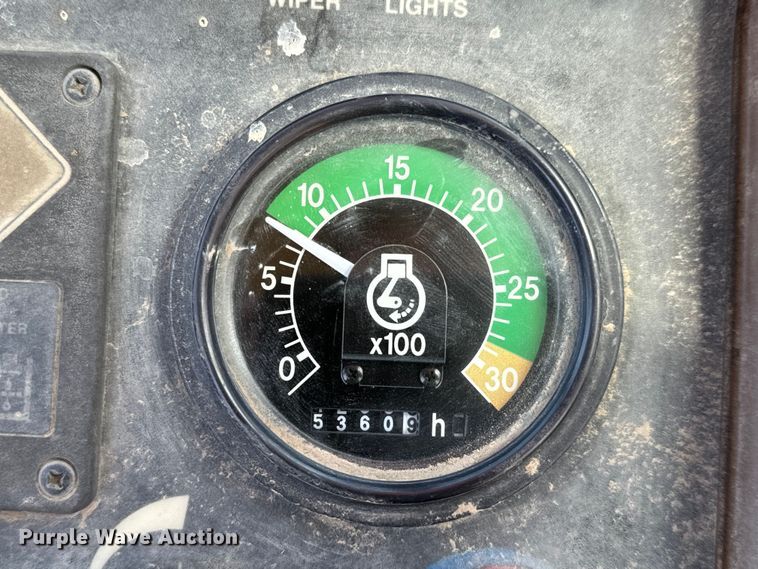 WIPER LIGHTS
0 5 10 15 20 25 30
x100
53609 h
Purple Wave Auction